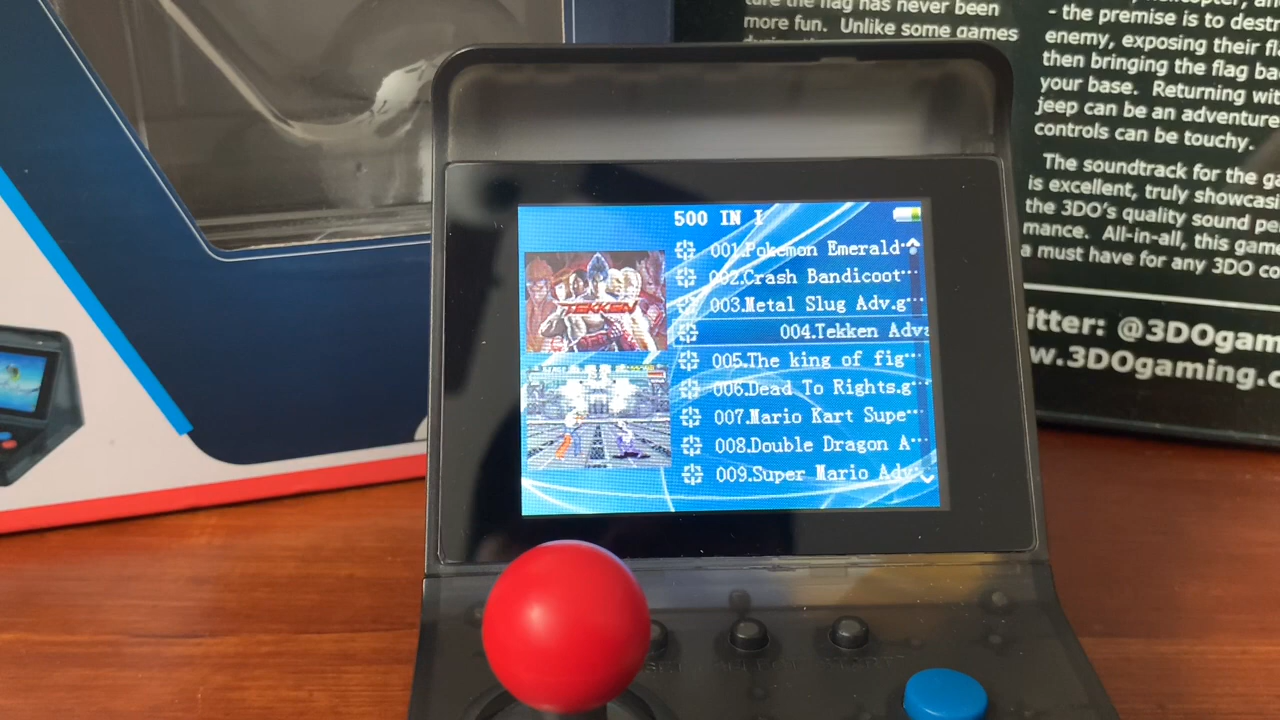 ture the flag has never been
more fun. Unlike some games
- the premise is to destr
enemy, exposing their fl
then bringing the flag ba
your base. Returning wit
jeep can be an adventure
controls can be touchy.
The soundtrack for the ga
is excellent, truly showcasi
the 3DO's quality sound pe
mance. All-in-all, this gam
a must have for any 3DO co
itter: @3DOgam
w.3DOgaming.c
500 IN 1
001.Pokemon Emerald...
002.Crash Bandicoot...
003.Metal Slug Adv.g...
004.Tekken Adva
005.The king of fig...
006.Dead To Rights.g...
007.Mario Kart Supe...
008.Double Dragon A...
009.Super Mario Adv...
TEKKEN